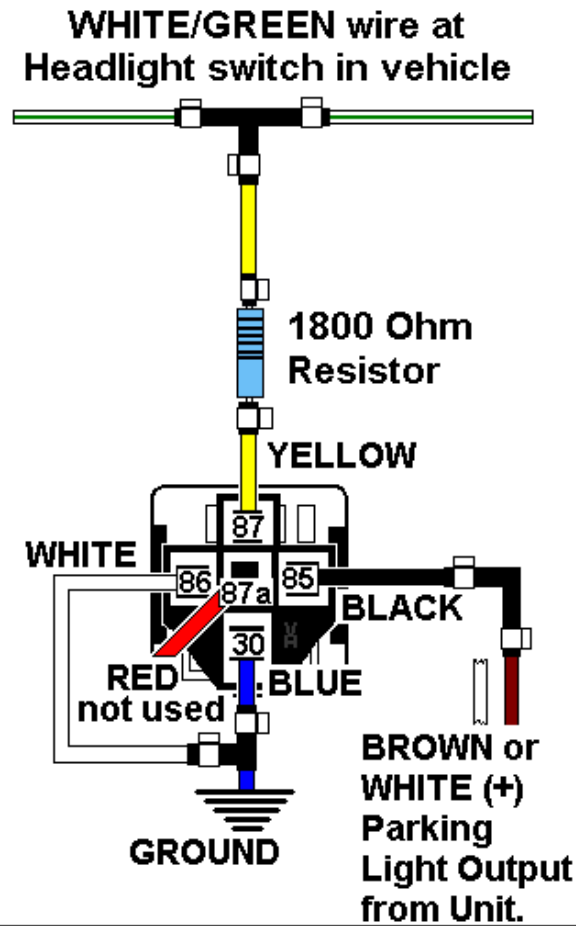 WHITE/GREEN wire at
Headlight switch in vehicle
1800 Ohm
Resistor
YELLOW
87
WHITE
86
87a
85
BLACK
30
RED
not used
BLUE
GROUND
BROWN or
WHITE (+)
Parking
Light Output
from Unit.